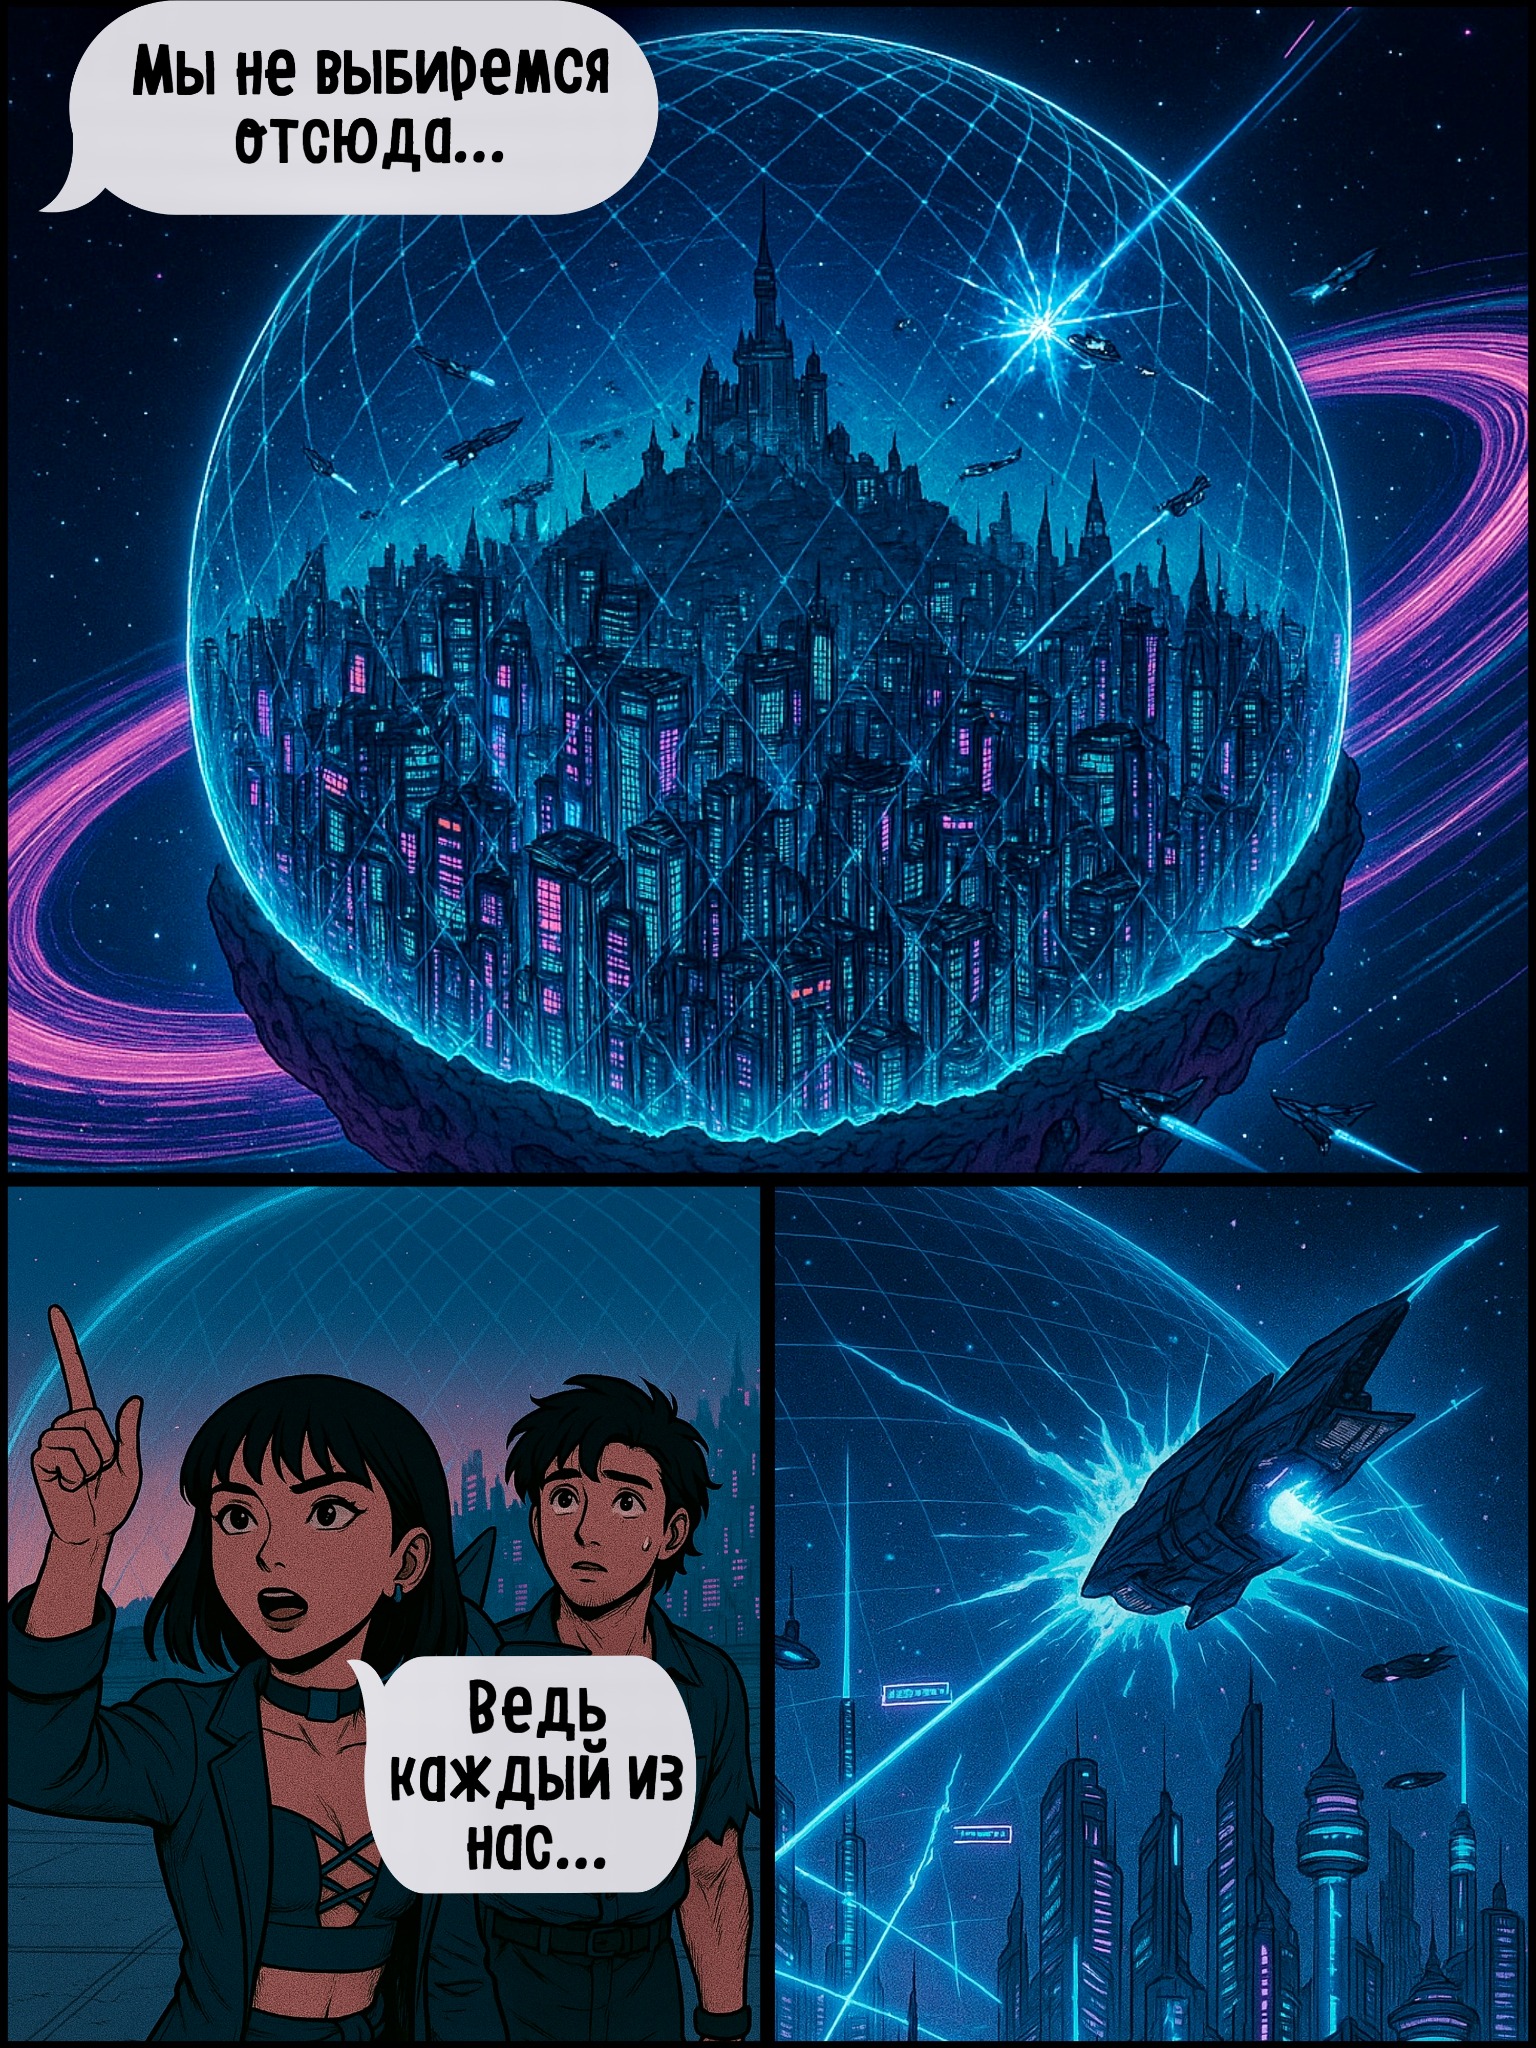 Мы не выбиремся
отсюда...
Ведь
каждый из
нас...